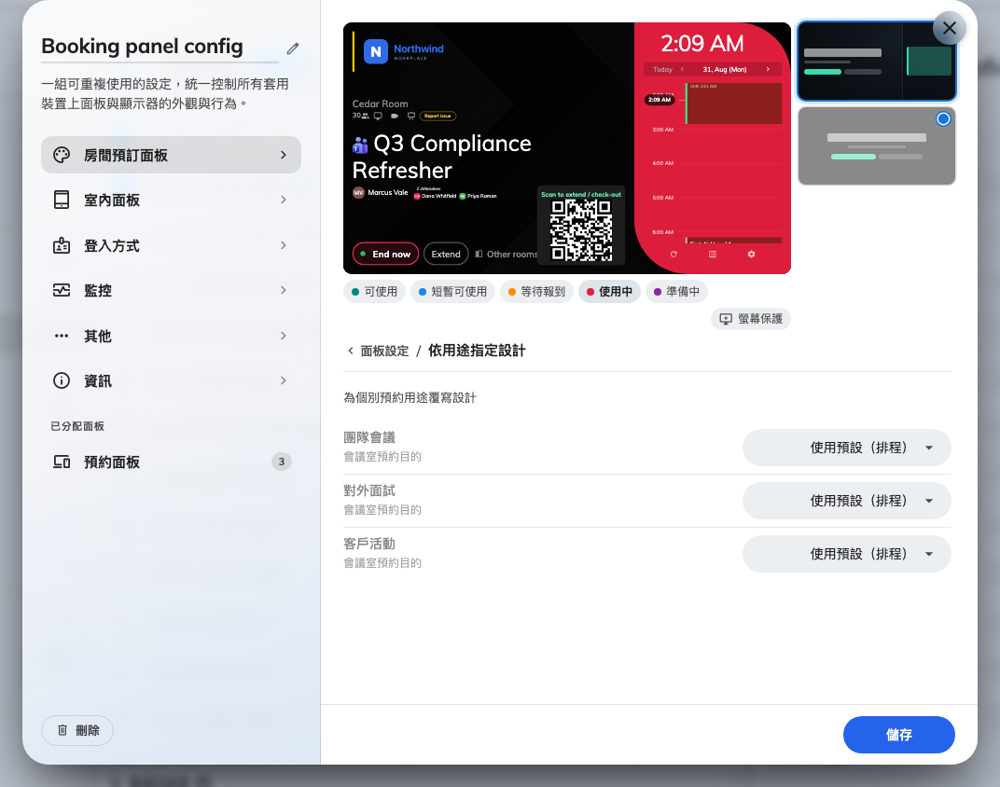 Booking panel config
一組可重複使用的設定，統一控制所有套用
裝置上面板與顯示器的外觀與行為。
房間預訂面板
室內面板
登入方式
監控
其他
資訊
已分配面板
預約面板
3
刪除
N
Northwind
WORKPLACE
Cedar Room
30
Report issue
Q3 Compliance
Refresher
MV
Marcus Vale
2 Attendees
Dana Whitfield
Priya Raman
Scan to extend / check-out
End now
Extend
Other rooms
2:09 AM
Today
31, Aug (Mon)
Until 2:51 AM
2:09 AM
3:00 AM
4:00 AM
5:00 AM
6:00 AM
可使用
短暫可使用
等待報到
使用中
準備中
螢幕保護
面板設定 / 依用途指定設計
為個別預約用途覆寫設計
團隊會議
會議室預約目的
使用預設（排程）
對外面試
會議室預約目的
使用預設（排程）
客戶活動
會議室預約目的
使用預設（排程）
儲存